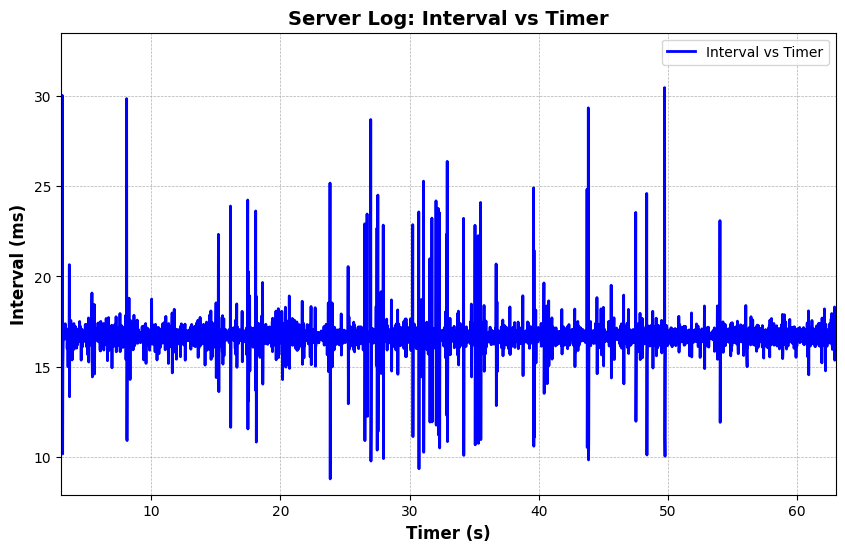 Server Log: Interval vs Timer
Interval vs Timer
30
25
20
15
10
Interval (ms)
10 20 30 40 50 60
Timer (s)